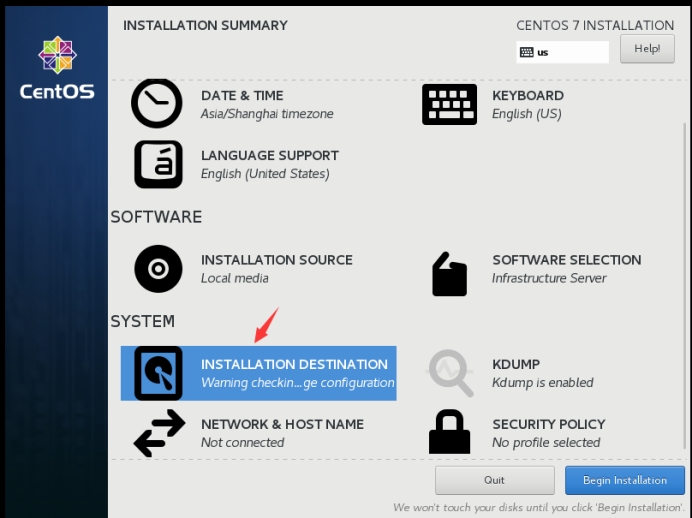 INSTALLATION SUMMARY
CENTOS 7 INSTALLATION
us
Help!
CentOS
DATE & TIME
Asia/Shanghai timezone
KEYBOARD
English (US)
á
LANGUAGE SUPPORT
English (United States)
SOFTWARE
INSTALLATION SOURCE
Local media
SOFTWARE SELECTION
Infrastructure Server
SYSTEM
INSTALLATION DESTINATION
Warning checkin...ge configuration
KDUMP
Kdump is enabled
NETWORK & HOST NAME
Not connected
SECURITY POLICY
No profile selected
Quit
Begin Installation
We won't touch your disks until you click 'Begin Installation'.